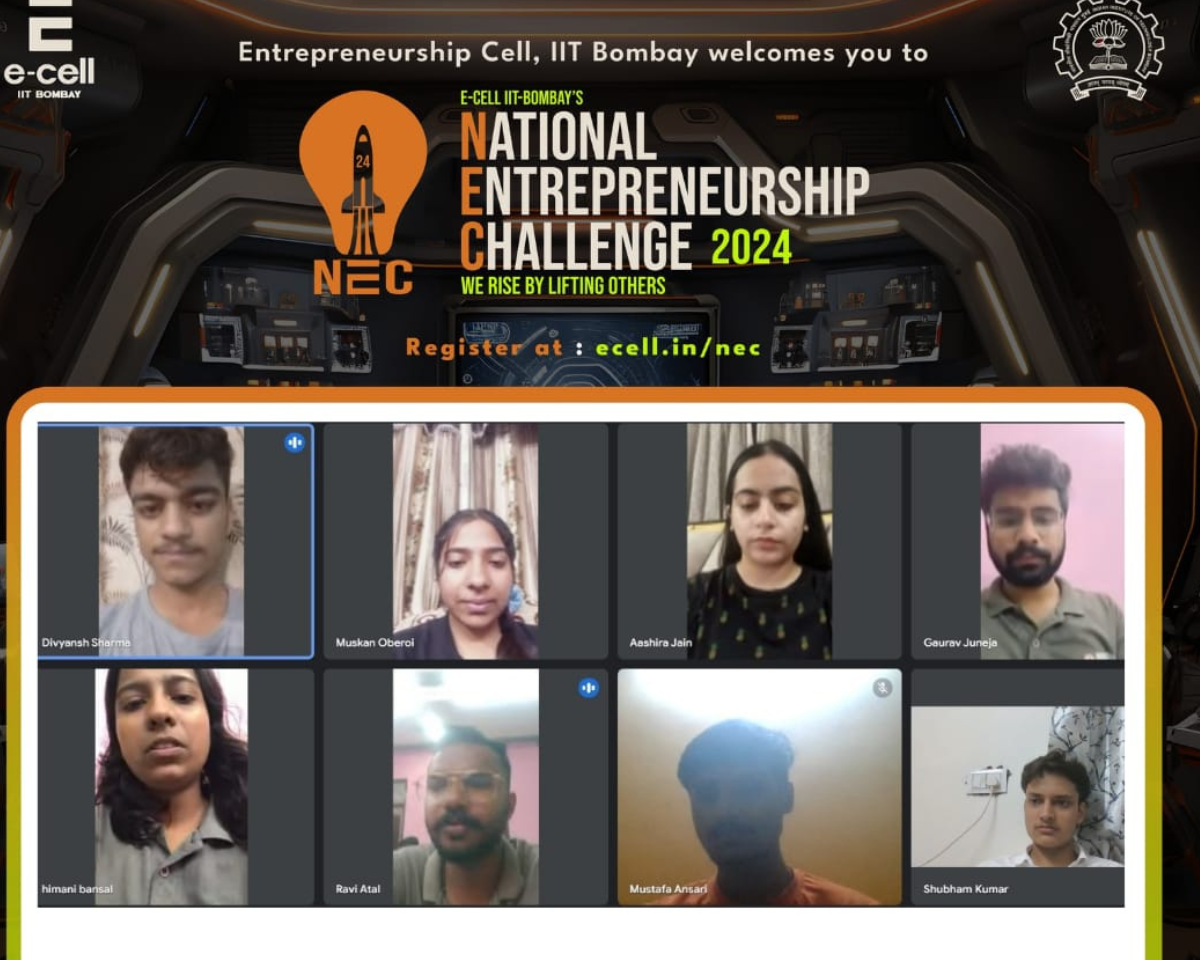 e-cell
IIT BOMBAY
Entrepreneurship Cell, IIT Bombay welcomes you to
24
NEC
E-CELL IIT-BOMBAY'S
NATIONAL
ENTREPRENEURSHIP
CHALLENGE 2024
WE RISE BY LIFTING OTHERS
Register at : ecell.in/nec
Divyansh Sharma
Muskan Oberoi
Aashira Jain
Gaurav Juneja
himani bansal
Ravi Atal
Mustafa Ansari
Shubham Kumar